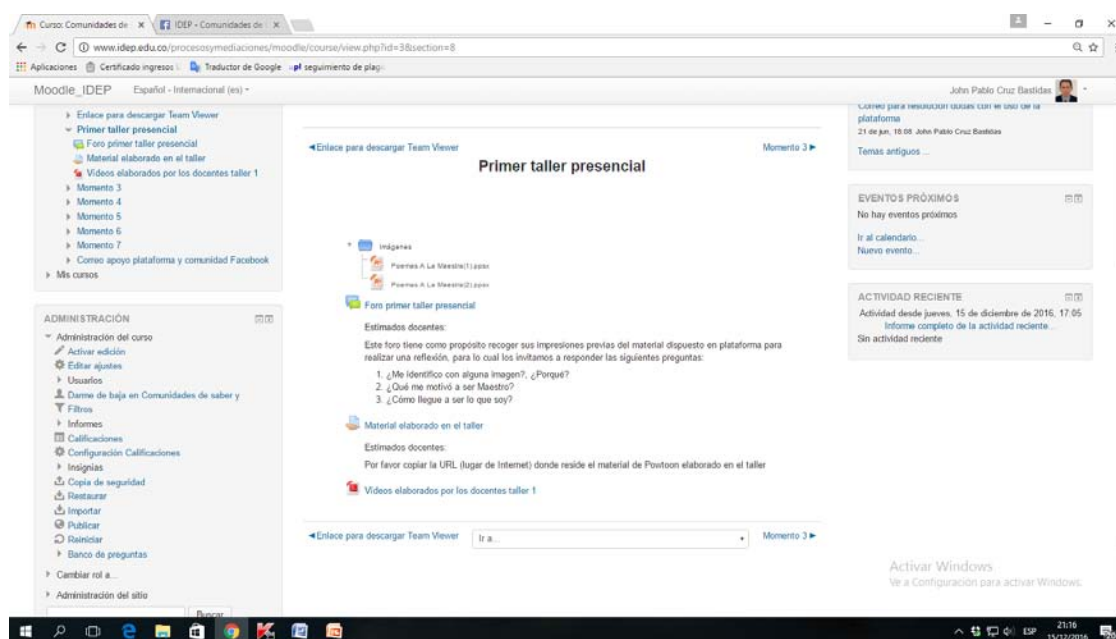 Curso: Comunidades de
IDEP - Comunidades de
www.idep.edu.co/procesosymediaciones/moodle/course/view.php?id=3&section=8
Aplicaciones
Certificado ingresos
Traductor de Google
seguimiento de plag
Moodle_IDEP
Español - Internacional (es)
John Pablo Cruz Bastidas
Enlace para descargar Team Viewer
Primer taller presencial
Foro primer taller presencial
Material elaborado en el taller
Videos elaborados por los docentes taller 1
Momento 3
Momento 4
Momento 5
Momento 6
Momento 7
Correo apoyo plataforma y comunidad Facebook
Mis cursos
ADMINISTRACIÓN
Administración del curso
Activar edición
Editar ajustes
Usuarios
Darme de baja en Comunidades de saber y
Filtros
Informes
Calificaciones
Configuración Calificaciones
Insignias
Copia de seguridad
Restaurar
Importar
Publicar
Reiniciar
Banco de preguntas
Cambiar rol a...
Administración del sitio
Buscar
◄Enlace para descargar Team Viewer
Momento 3►
Primer taller presencial
Imágenes
Poemas A La Maestra(1).ppsx
Poemas A La Maestra(2).ppsx
Foro primer taller presencial
Estimados docentes:
Este foro tiene como proposito recoger sus impresiones previas del material dispuesto en plataforma para
realizar una reflexión, para lo cual los invitamos a responder las siguientes preguntas:
1. ¿Me identifico con alguna imagen?, ¿Porqué?
2. ¿Qué me motivó a ser Maestro?
3. ¿Cómo llegue a ser lo que soy?
Material elaborado en el taller
Estimados docentes:
Por favor copiar la URL (lugar de Internet) donde reside el material de Powtoon elaborado en el taller
Videos elaborados por los docentes taller 1
◄Enlace para descargar Team Viewer
Ir a...
Momento 3►
Correo para resolución dudas con el uso de la
plataforma
21 de jun, 18:08 John Pablo Cruz Bastidas
Temas antiguos ...
EVENTOS PRÓXIMOS
No hay eventos próximos
Ir al calendario...
Nuevo evento...
ACTIVIDAD RECIENTE
Actividad desde jueves, 15 de diciembre de 2016, 17:05
Informe completo de la actividad reciente...
Sin actividad reciente
Activar Windows
Ve a Configuración para activar Windows.
ESP
21:16
15/12/2016